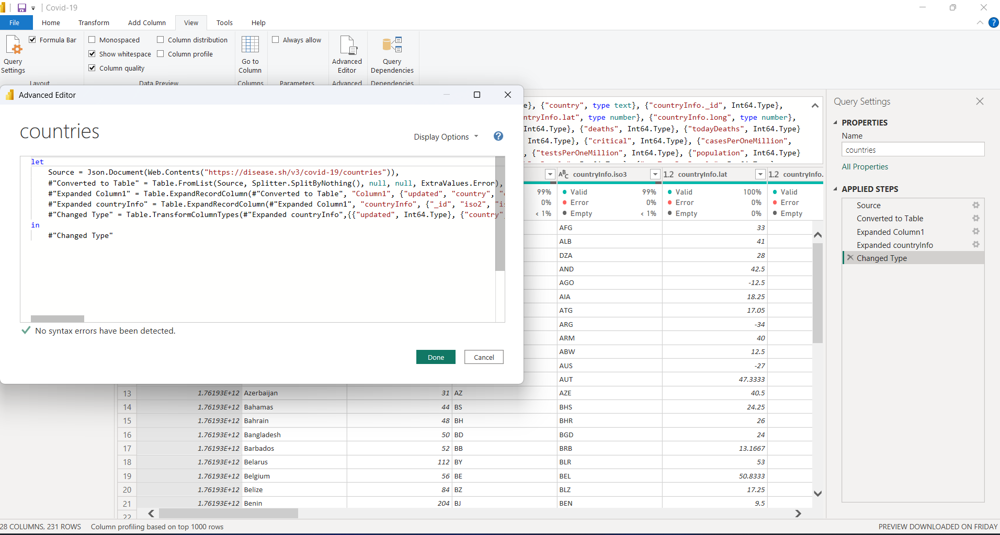 Covid-19
File Home Transform Add Column View Tools Help
Formula Bar Monospaced Column distribution Always allow
Show whitespace Column profile
Column quality
Query Settings
Go to Column
Advanced Editor
Query Dependencies
Layout Data Preview Columns Parameters Advanced Dependencies
Advanced Editor
countries
Display Options
let
Source = Json.Document(Web.Contents("https://disease.sh/v3/covid-19/countries")),
#"Converted to Table" = Table.FromList(Source, Splitter.SplitByNothing(), null, null, ExtraValues.Error),
#"Expanded Column1" = Table.ExpandRecordColumn(#"Converted to Table", "Column1", {"updated", "country", "
#"Expanded countryInfo" = Table.ExpandRecordColumn(#"Expanded Column1", "countryInfo", {"_id", "iso2", "is
#"Changed Type" = Table.TransformColumnTypes(#"Expanded countryInfo",{{"updated", Int64.Type}, {"country"
in
#"Changed Type"
No syntax errors have been detected.
Done Cancel
e}, {"country", type text}, {"countryInfo._id", Int64.Type},
ntryInfo.lat", type number}, {"countryInfo.long", type number},
Int64.Type}, {"deaths", Int64.Type}, {"todayDeaths", Int64.Type}
Int64.Type}, {"critical", Int64.Type}, {"casesPerOneMillion",
, {"testsPerOneMillion", Int64.Type}, {"population", Int64.Type}
ABC countryInfo.iso3 1.2 countryInfo.lat 1.2 countryInfo.
99% Valid 99% Valid 100% Valid
0% Error 0% Error 0% Error
< 1% Empty < 1% Empty 0% Empty
AFG 33
ALB 41
DZA 28
AND 42.5
AGO -12.5
AIA 18.25
ATG 17.05
ARG -34
ARM 40
ABW 12.5
AUS -27
AUT 47.3333
13 1.76193E+12 Azerbaijan 31 AZ AZE 40.5
14 1.76193E+12 Bahamas 44 BS BHS 24.25
15 1.76193E+12 Bahrain 48 BH BHR 26
16 1.76193E+12 Bangladesh 50 BD BGD 24
17 1.76193E+12 Barbados 52 BB BRB 13.1667
18 1.76193E+12 Belarus 112 BY BLR 53
19 1.76193E+12 Belgium 56 BE BEL 50.8333
20 1.76193E+12 Belize 84 BZ BLZ 17.25
21 1.76193E+12 Benin 204 BJ BEN 9.5
22
Query Settings
PROPERTIES
Name
countries
All Properties
APPLIED STEPS
Source
Converted to Table
Expanded Column1
Expanded countryInfo
Changed Type
28 COLUMNS, 231 ROWS Column profiling based on top 1000 rows
PREVIEW DOWNLOADED ON FRIDAY